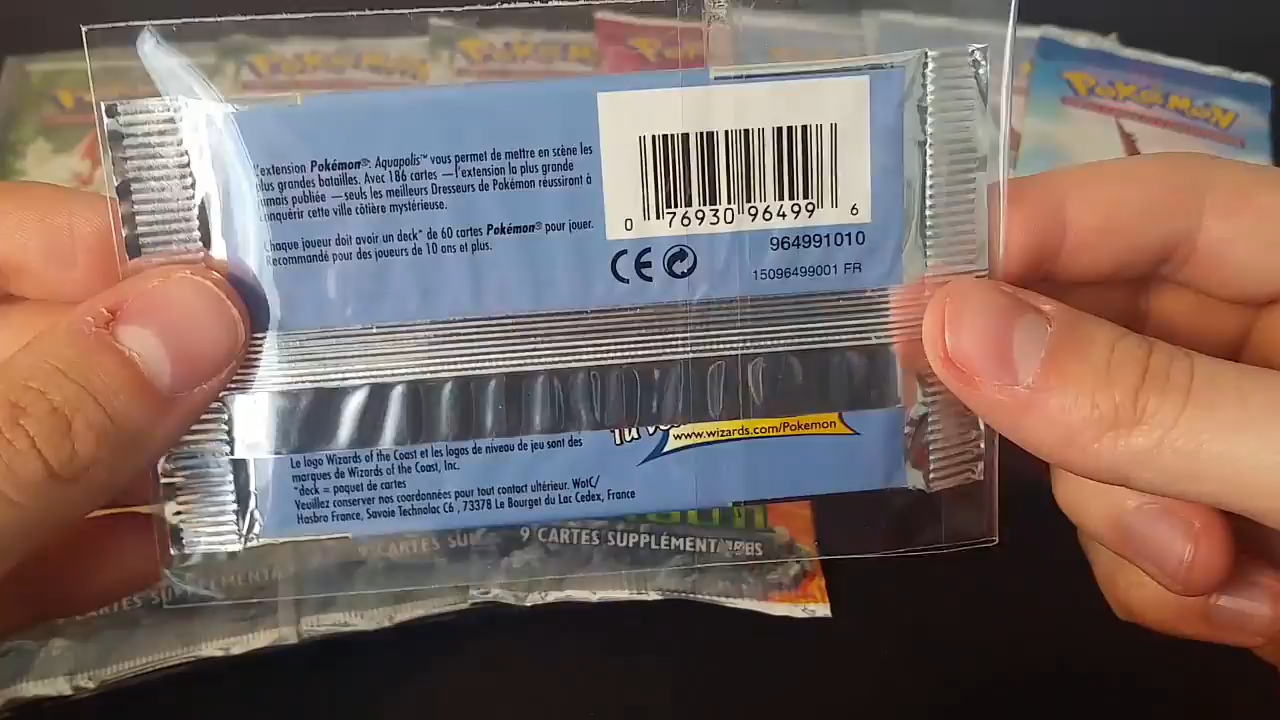 POKéMON
POKéMON
POKéMON
l'extension Pokémon®. Aquapolis™ vous permet de mettre en scène les
plus grandes batailles. Avec 186 cartes — l'extension la plus grande
jamais publiée — seuls les meilleurs Dresseurs de Pokémon réussiront à
conquérir cette ville côtière mystérieuse.
Chaque joueur doit avoir un deck* de 60 cartes Pokémon® pour jouer.
Recommandé pour des joueurs de 10 ans et plus.
0 76930 96499 6
964991010
CE
15096499001 FR
www.wizards.com/Pokemon
Le logo Wizards of the Coast et les logos de niveau de jeu sont des
marques de Wizards of the Coast, Inc.
*deck = paquet de cartes
Veuillez conserver nos coordonnées pour tout contact ultérieur. WotC/
Hasbro France, Savoie Technolac C6 , 73378 Le Bourget du Lac Cedex, France
9 CARTES SUPPLÉMENTAIRES